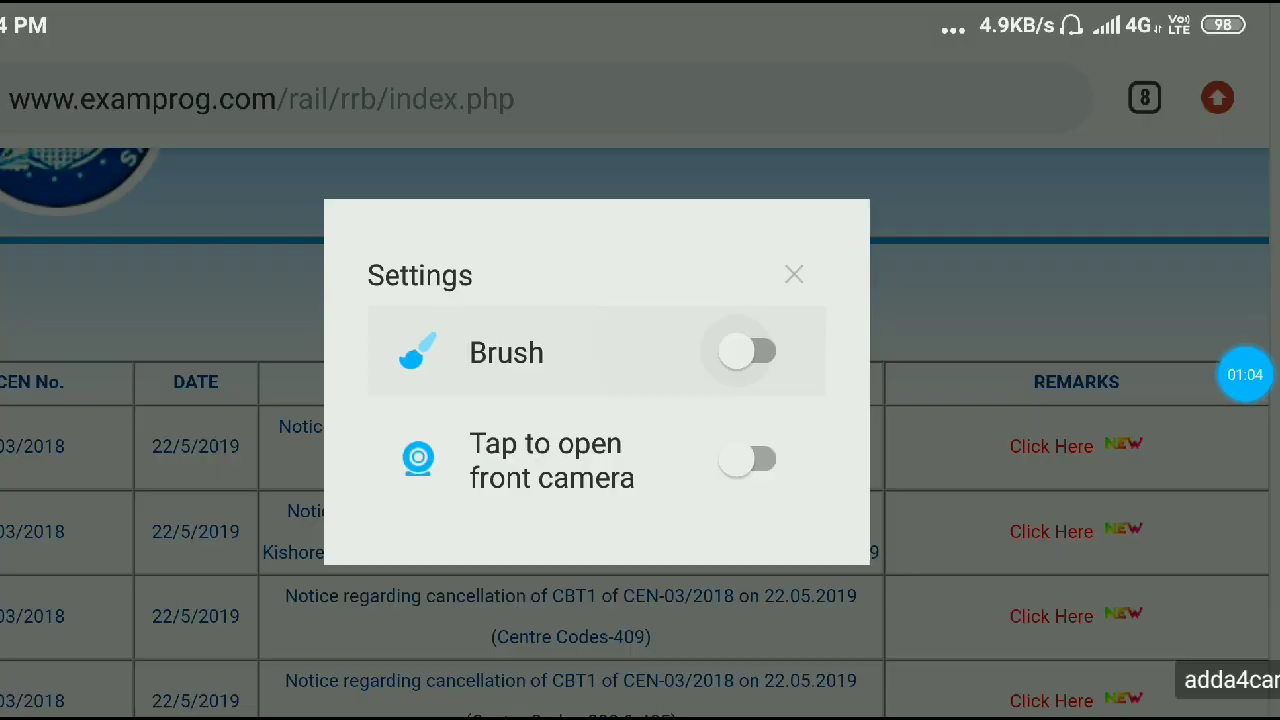 4 PM
... 4.9KB/s 4G Vo) LTE 98
www.examprog.com/rail/rrb/index.php
8
S
Settings
Brush
Tap to open
front camera
01:04
CEN No. DATE REMARKS
03/2018 22/5/2019 Notic Click Here NEW
03/2018 22/5/2019 Noti Click Here NEW
Kishore 9
03/2018 22/5/2019 Notice regarding cancellation of CBT1 of CEN-03/2018 on 22.05.2019 Click Here NEW
(Centre Codes-409)
03/2018 22/5/2019 Notice regarding cancellation of CBT1 of CEN-03/2018 on 22.05.2019 Click Here NEW
adda4car